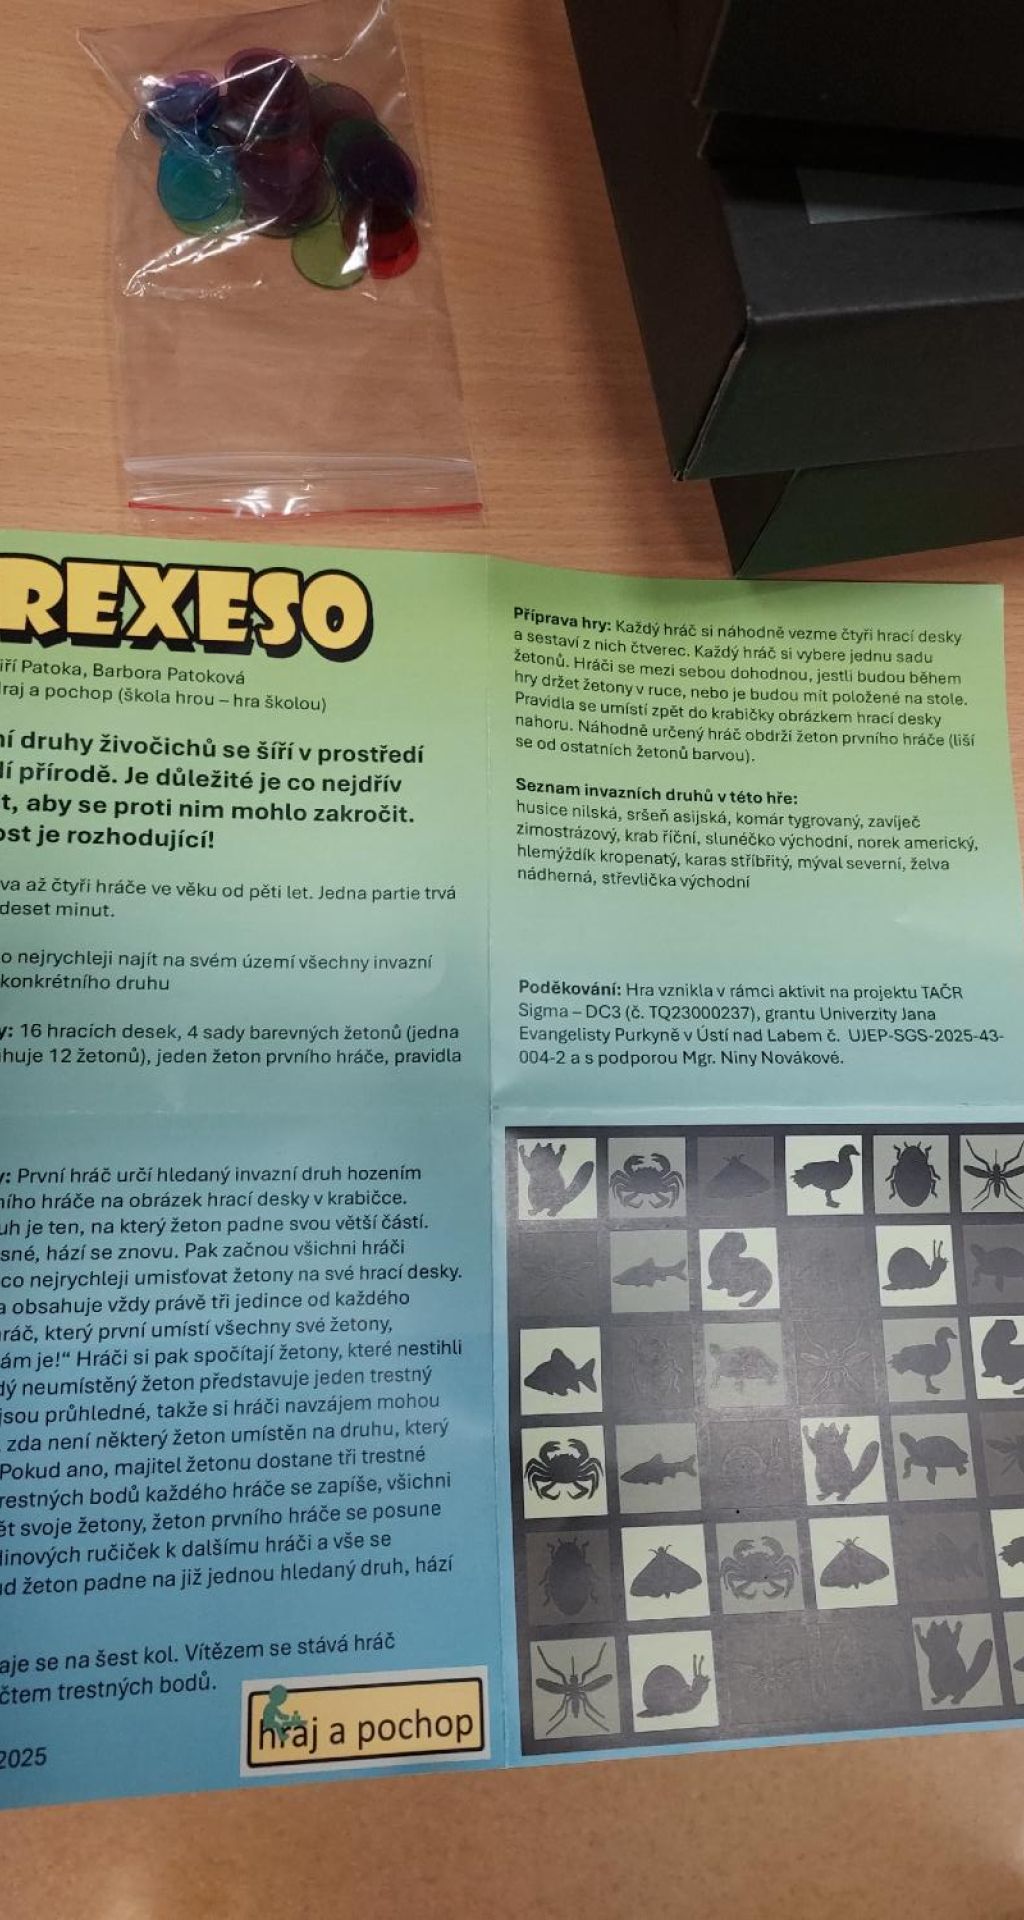 REXESO
iří Patoka, Barbora Patoková
raj a pochop (škola hrou – hra školou)
ní druhy živočichů se šíří v prostředí
í přírodě. Je důležité je co nejdřív
t, aby se proti nim mohlo zakročit.
ost je rozhodující!
va až čtyři hráče ve věku od pěti let. Jedna partie trvá
deset minut.
o nejrychleji najít na svém území všechny invazní
konkrétního druhu
y: 16 hracích desek, 4 sady barevných žetonů (jedna
huje 12 žetonů), jeden žeton prvního hráče, pravidla
y: První hráč určí hledaný invazní druh hozením
ního hráče na obrázek hrací desky v krabičce.
uh je ten, na který žeton padne svou větší částí.
sné, hází se znovu. Pak začnou všichni hráči
co nejrychleji umisťovat žetony na své hrací desky.
a obsahuje vždy právě tři jedince od každého
ráč, který první umístí všechny své žetony,
ám je!“ Hráči si pak spočítají žetony, které nestihli
dý neumístěný žeton představuje jeden trestný
jsou průhledné, takže si hráči navzájem mohou
zda není některý žeton umístěn na druhu, který
Pokud ano, majitel žetonu dostane tři trestné
restných bodů každého hráče se zapíše, všichni
ět svoje žetony, žeton prvního hráče se posune
dinových ručiček k dalšímu hráči a vše se
d žeton padne na již jednou hledaný druh, hází
aje se na šest kol. Vítězem se stává hráč
čtem trestných bodů.
hraj a pochop
2025
Příprava hry: Každý hráč si náhodně vezme čtyři hrací desky
a sestaví z nich čtverec. Každý hráč si vybere jednu sadu
žetonů. Hráči se mezi sebou dohodnou, jestli budou během
hry držet žetony v ruce, nebo je budou mít položené na stole.
Pravidla se umístí zpět do krabičky obrázkem hrací desky
nahoru. Náhodně určený hráč obdrží žeton prvního hráče (liší
se od ostatních žetonů barvou).
Seznam invazních druhů v této hře:
husice nilská, sršeň asijská, komár tygrovaný, zavíječ
zimostrázový, krab říční, slunéčko východní, norek americký,
hlemýždík kropenatý, karas stříbřitý, mýval severní, želva
nádherná, střevlička východní
Poděkování: Hra vznikla v rámci aktivit na projektu TAČR
Sigma – DC3 (č. TQ23000237), grantu Univerzity Jana
Evangelisty Purkyně v Ústí nad Labem č. UJEP-SGS-2025-43-
004-2 a s podporou Mgr. Niny Novákové.